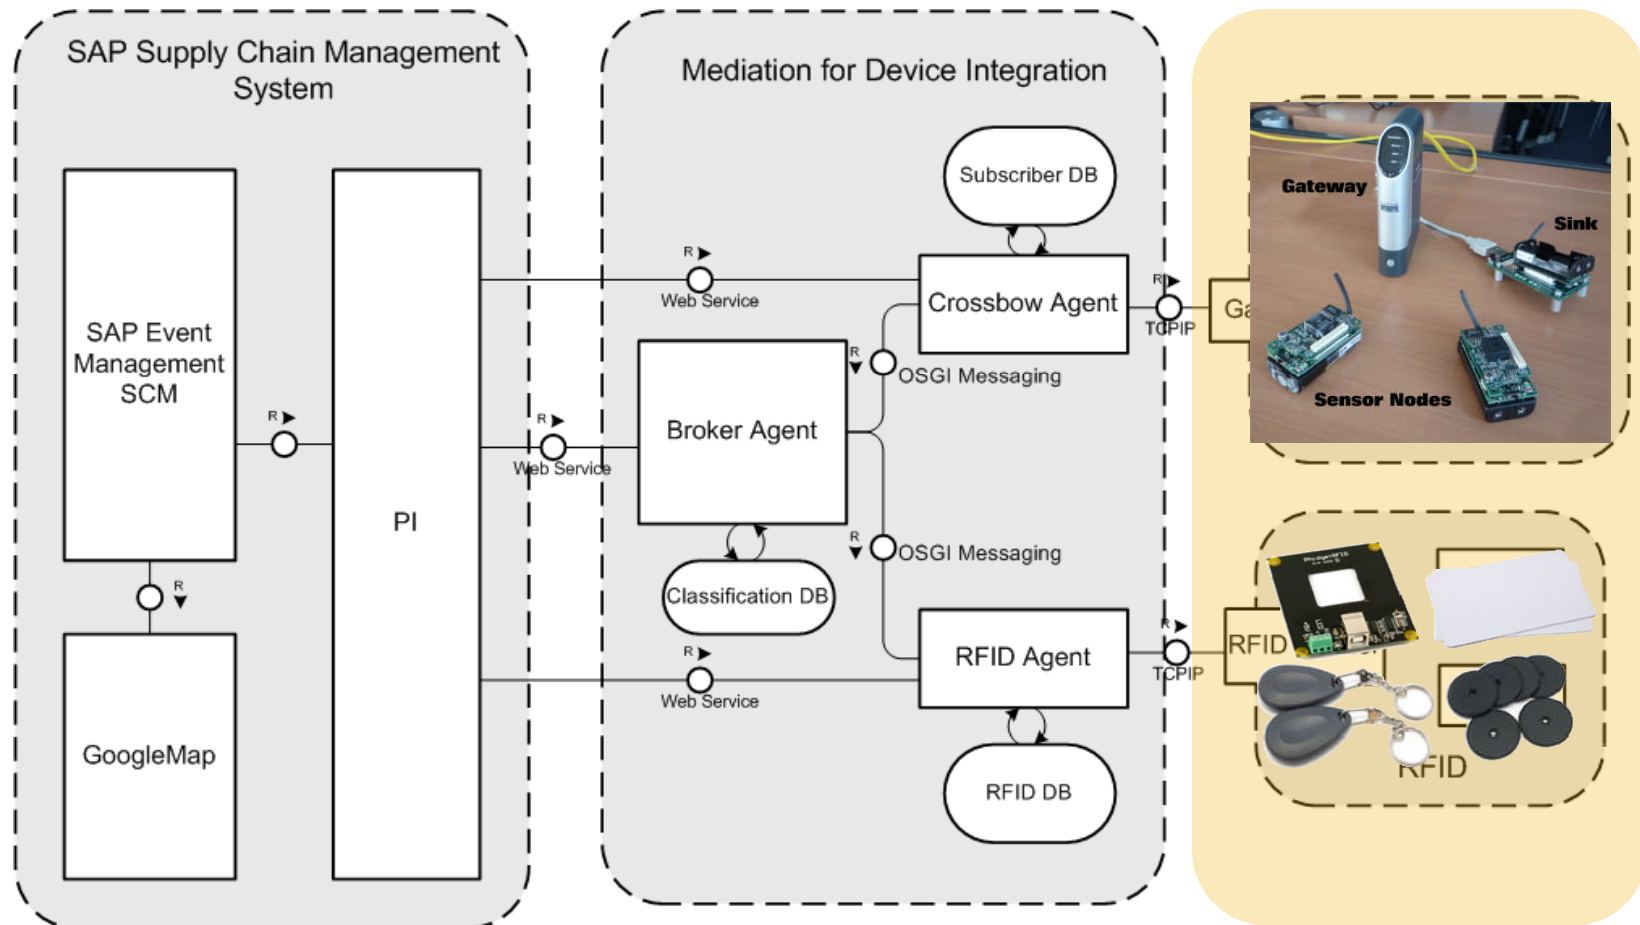 SAP Supply Chain Management
System
SAP Event
Management
SCM
R
R
GoogleMap
PI
R
Web Service
Mediation for Device Integration
Subscriber DB
R
Web Service
Crossbow Agent
R
TCPIP
Broker Agent
R
OSGI Messaging
Classification DB
R
OSGI Messaging
R
Web Service
RFID Agent
R
TCPIP
RFID DB
Gateway
Sink
Sensor Nodes
Ga
RFID
PhidgetRFID
RFID